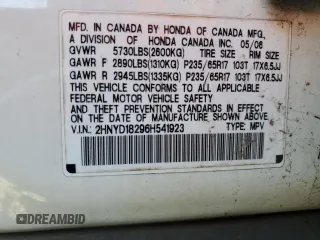 MFD. IN CANADA BY HONDA OF CANADA MFG.,
A DIVISION OF HONDA CANADA INC. 05/06
GVWR 5730LBS(2600KG) TIRE SIZE RIM SIZE
GAWR F 2890LBS(1310KG) P235/65R17 103T 17X6.5JJ
GAWR R 2945LBS(1335KG) P235/65R17 103T 17X6.5JJ
THIS VEHICLE CONFORMS TO ALL APPLICABLE
FEDERAL MOTOR VEHICLE SAFETY
AND THEFT PREVENTION STANDARDS IN EFFECT ON THE
DATE OF MANUFACTURE SHOWN ABOVE.
V.I.N.: 2HNYD18296H541923 TYPE: MPV
DREAMBID